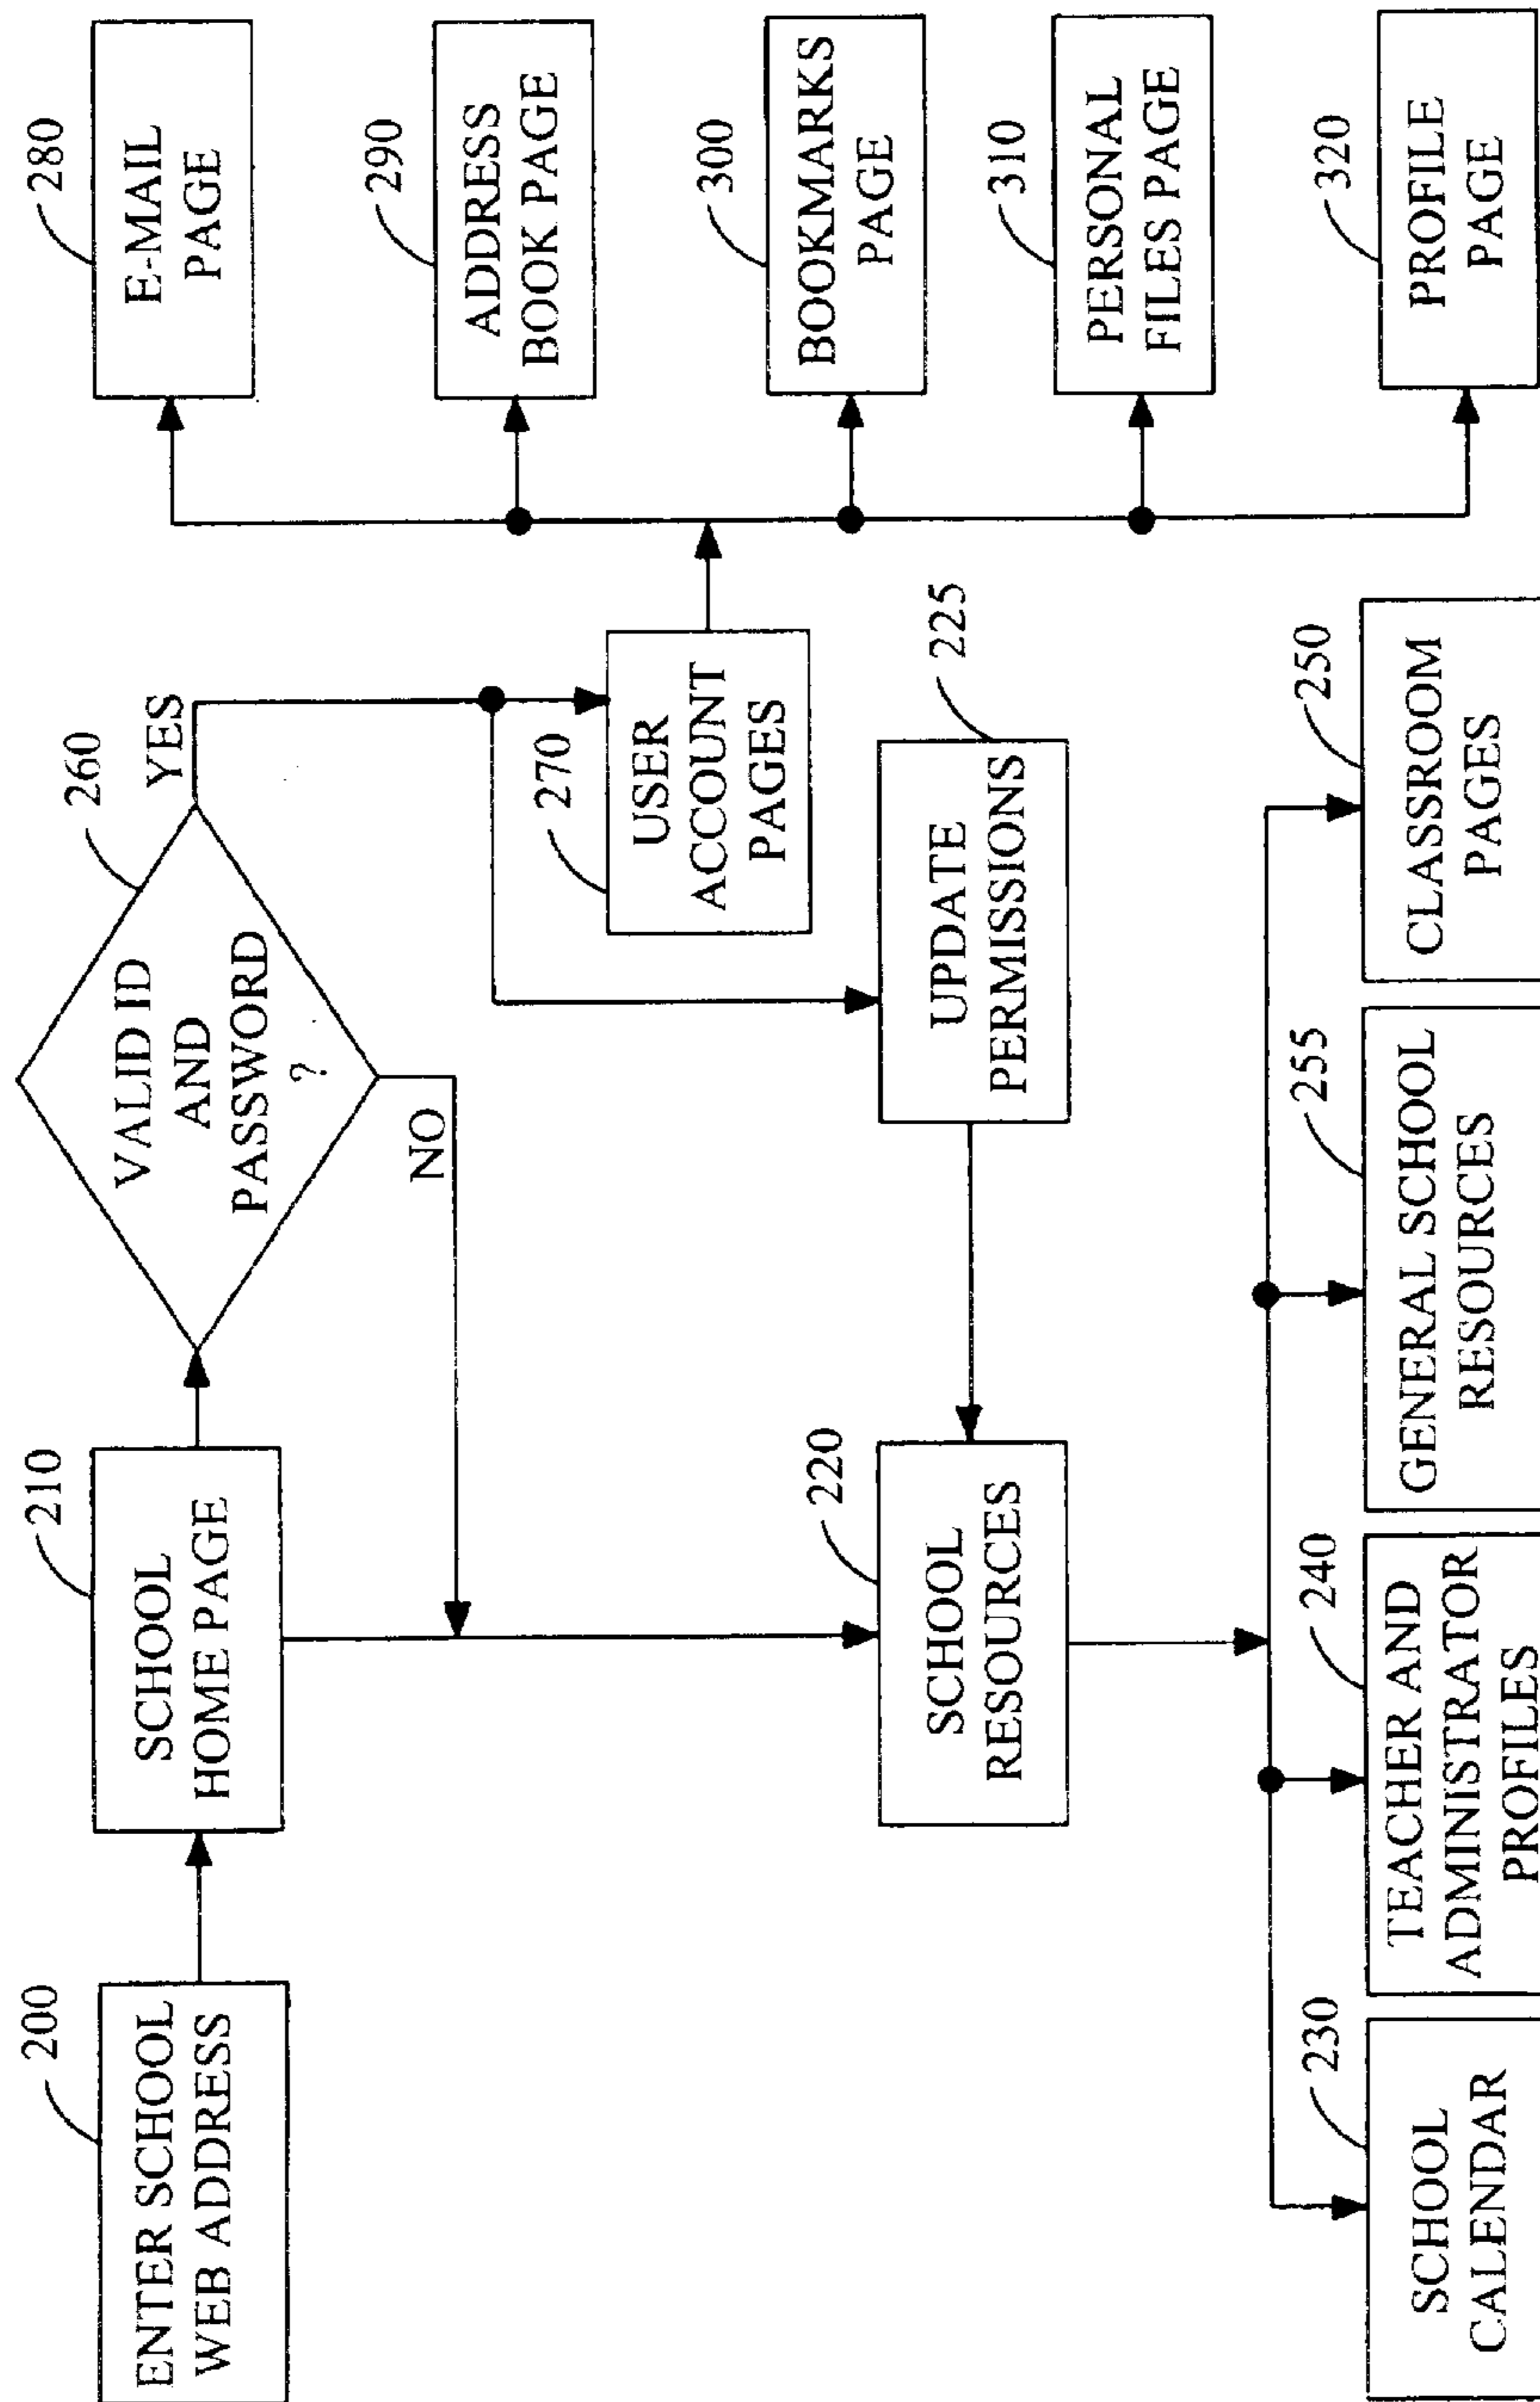 200
ENTER SCHOOL
WEB ADDRESS
210
SCHOOL
HOME PAGE
260
VALID ID
AND
PASSWORD
?
YES
NO
270
USER
ACCOUNT
PAGES
280
E-MAIL
PAGE
290
ADDRESS
BOOK PAGE
300
BOOKMARKS
PAGE
310
PERSONAL
FILES PAGE
320
PROFILE
PAGE
225
UPDATE
PERMISSIONS
220
SCHOOL
RESOURCES
230
SCHOOL
CALENDAR
240
TEACHER AND
ADMINISTRATOR
PROFILES
255
GENERAL SCHOOL
RESOURCES
250
CLASSROOM
PAGES